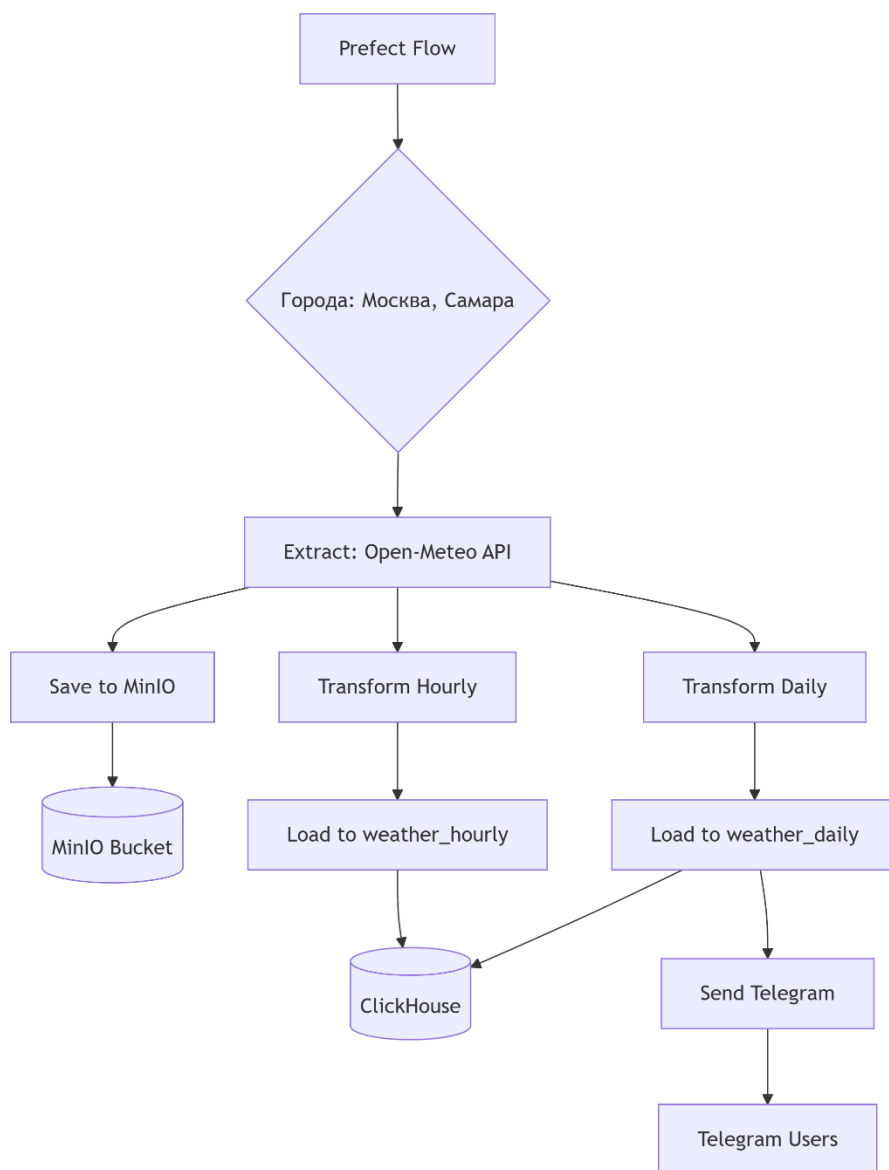 Prefect Flow
Города: Москва, Самара
Extract: Open-Meteo API
Save to MinIO
Transform Hourly
Transform Daily
MinIO Bucket
Load to weather_hourly
Load to weather_daily
ClickHouse
Send Telegram
Telegram Users